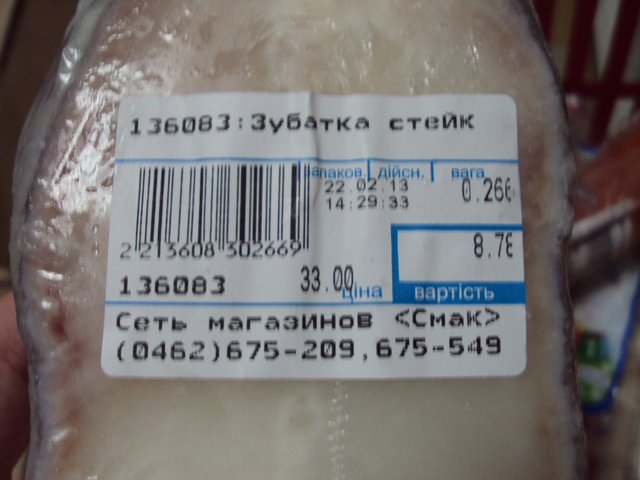 136083:Зубатка стейк
запаков. дійсн. вага
22.02.13 0.266
14:29:33
8.78
2 213608 302669
136083 33.00 ціна вартість
Сеть магазинов <Смак>
(0462)675-209,675-549